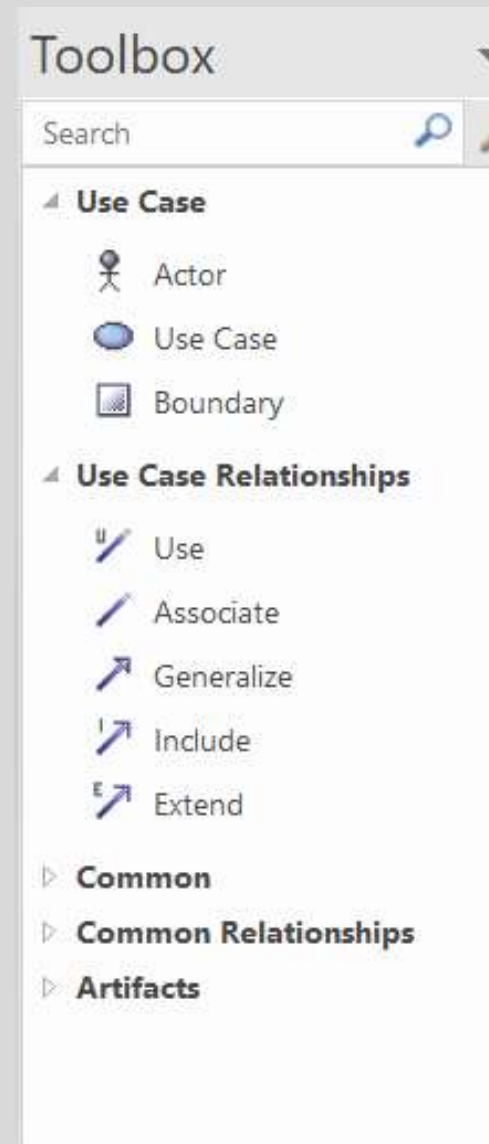 Toolbox
Search
Use Case
Actor
Use Case
Boundary
Use Case Relationships
U Use
Associate
Generalize
I Include
E Extend
Common
Common Relationships
Artifacts